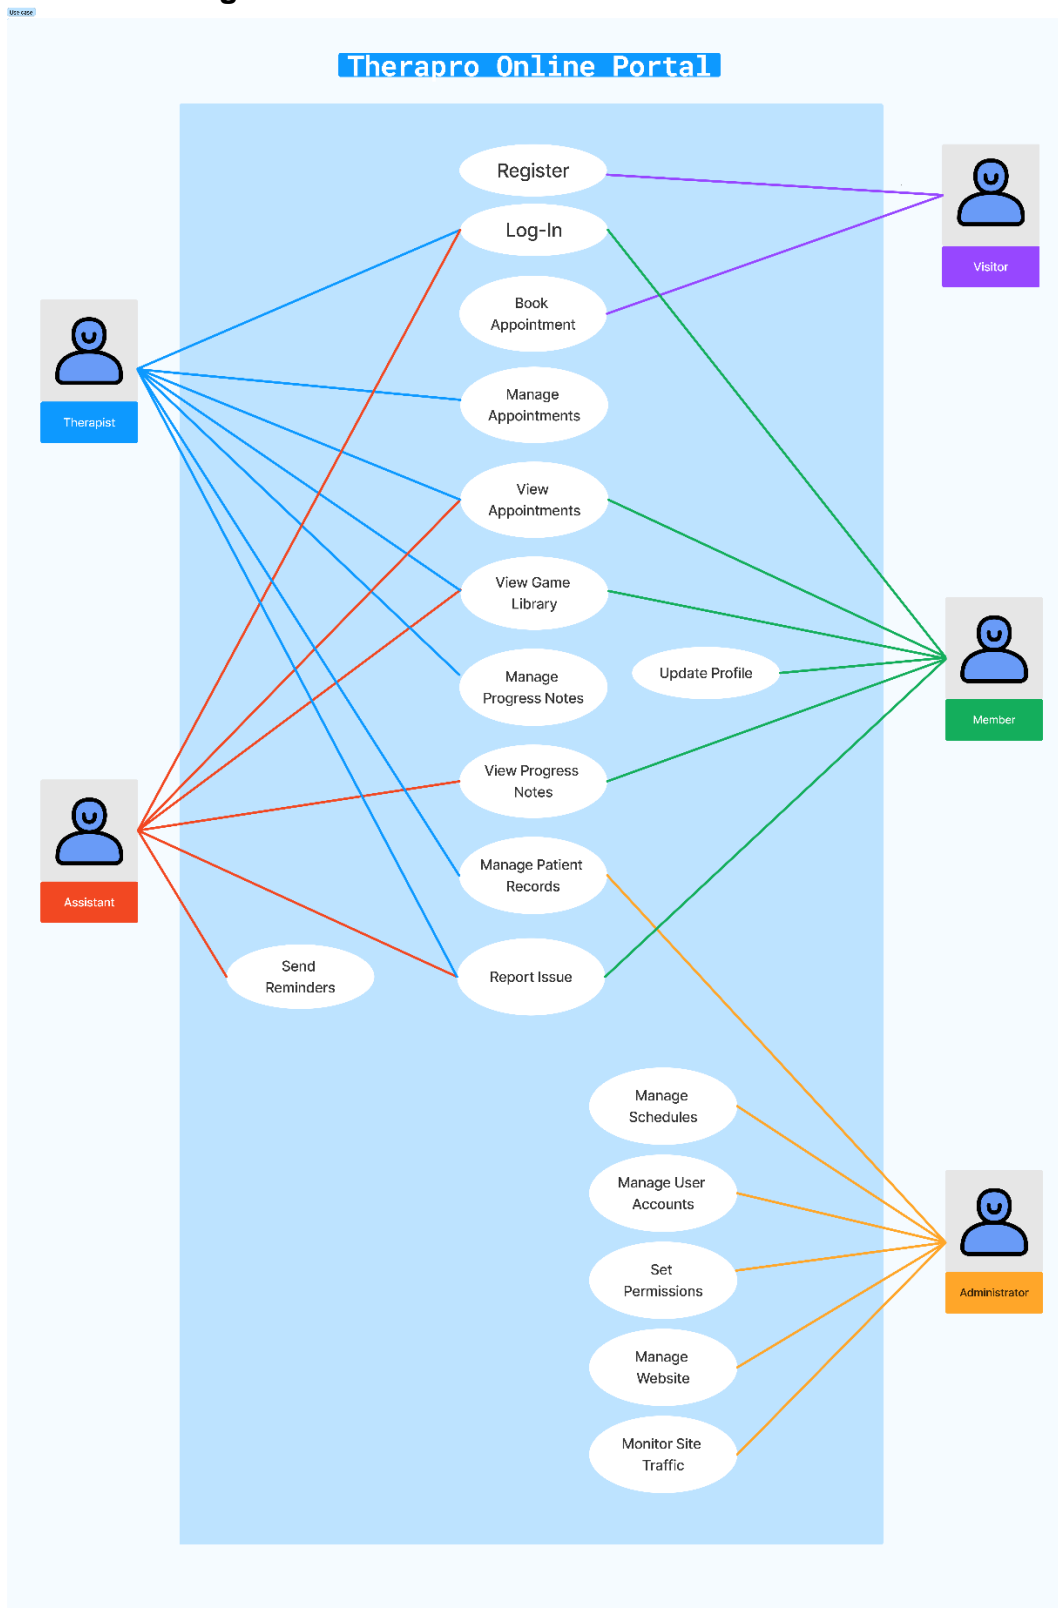 Use case
Therapro Online Portal
Register
Log-In
Visitor
Book
Appointment
Manage
Appointments
Therapist
View
Appointments
View Game
Library
Update Profile
Manage
Progress Notes
Member
View Progress
Notes
Manage Patient
Records
Assistant
Send
Reminders
Report Issue
Manage
Schedules
Manage User
Accounts
Set
Permissions
Administrator
Manage
Website
Monitor Site
Traffic